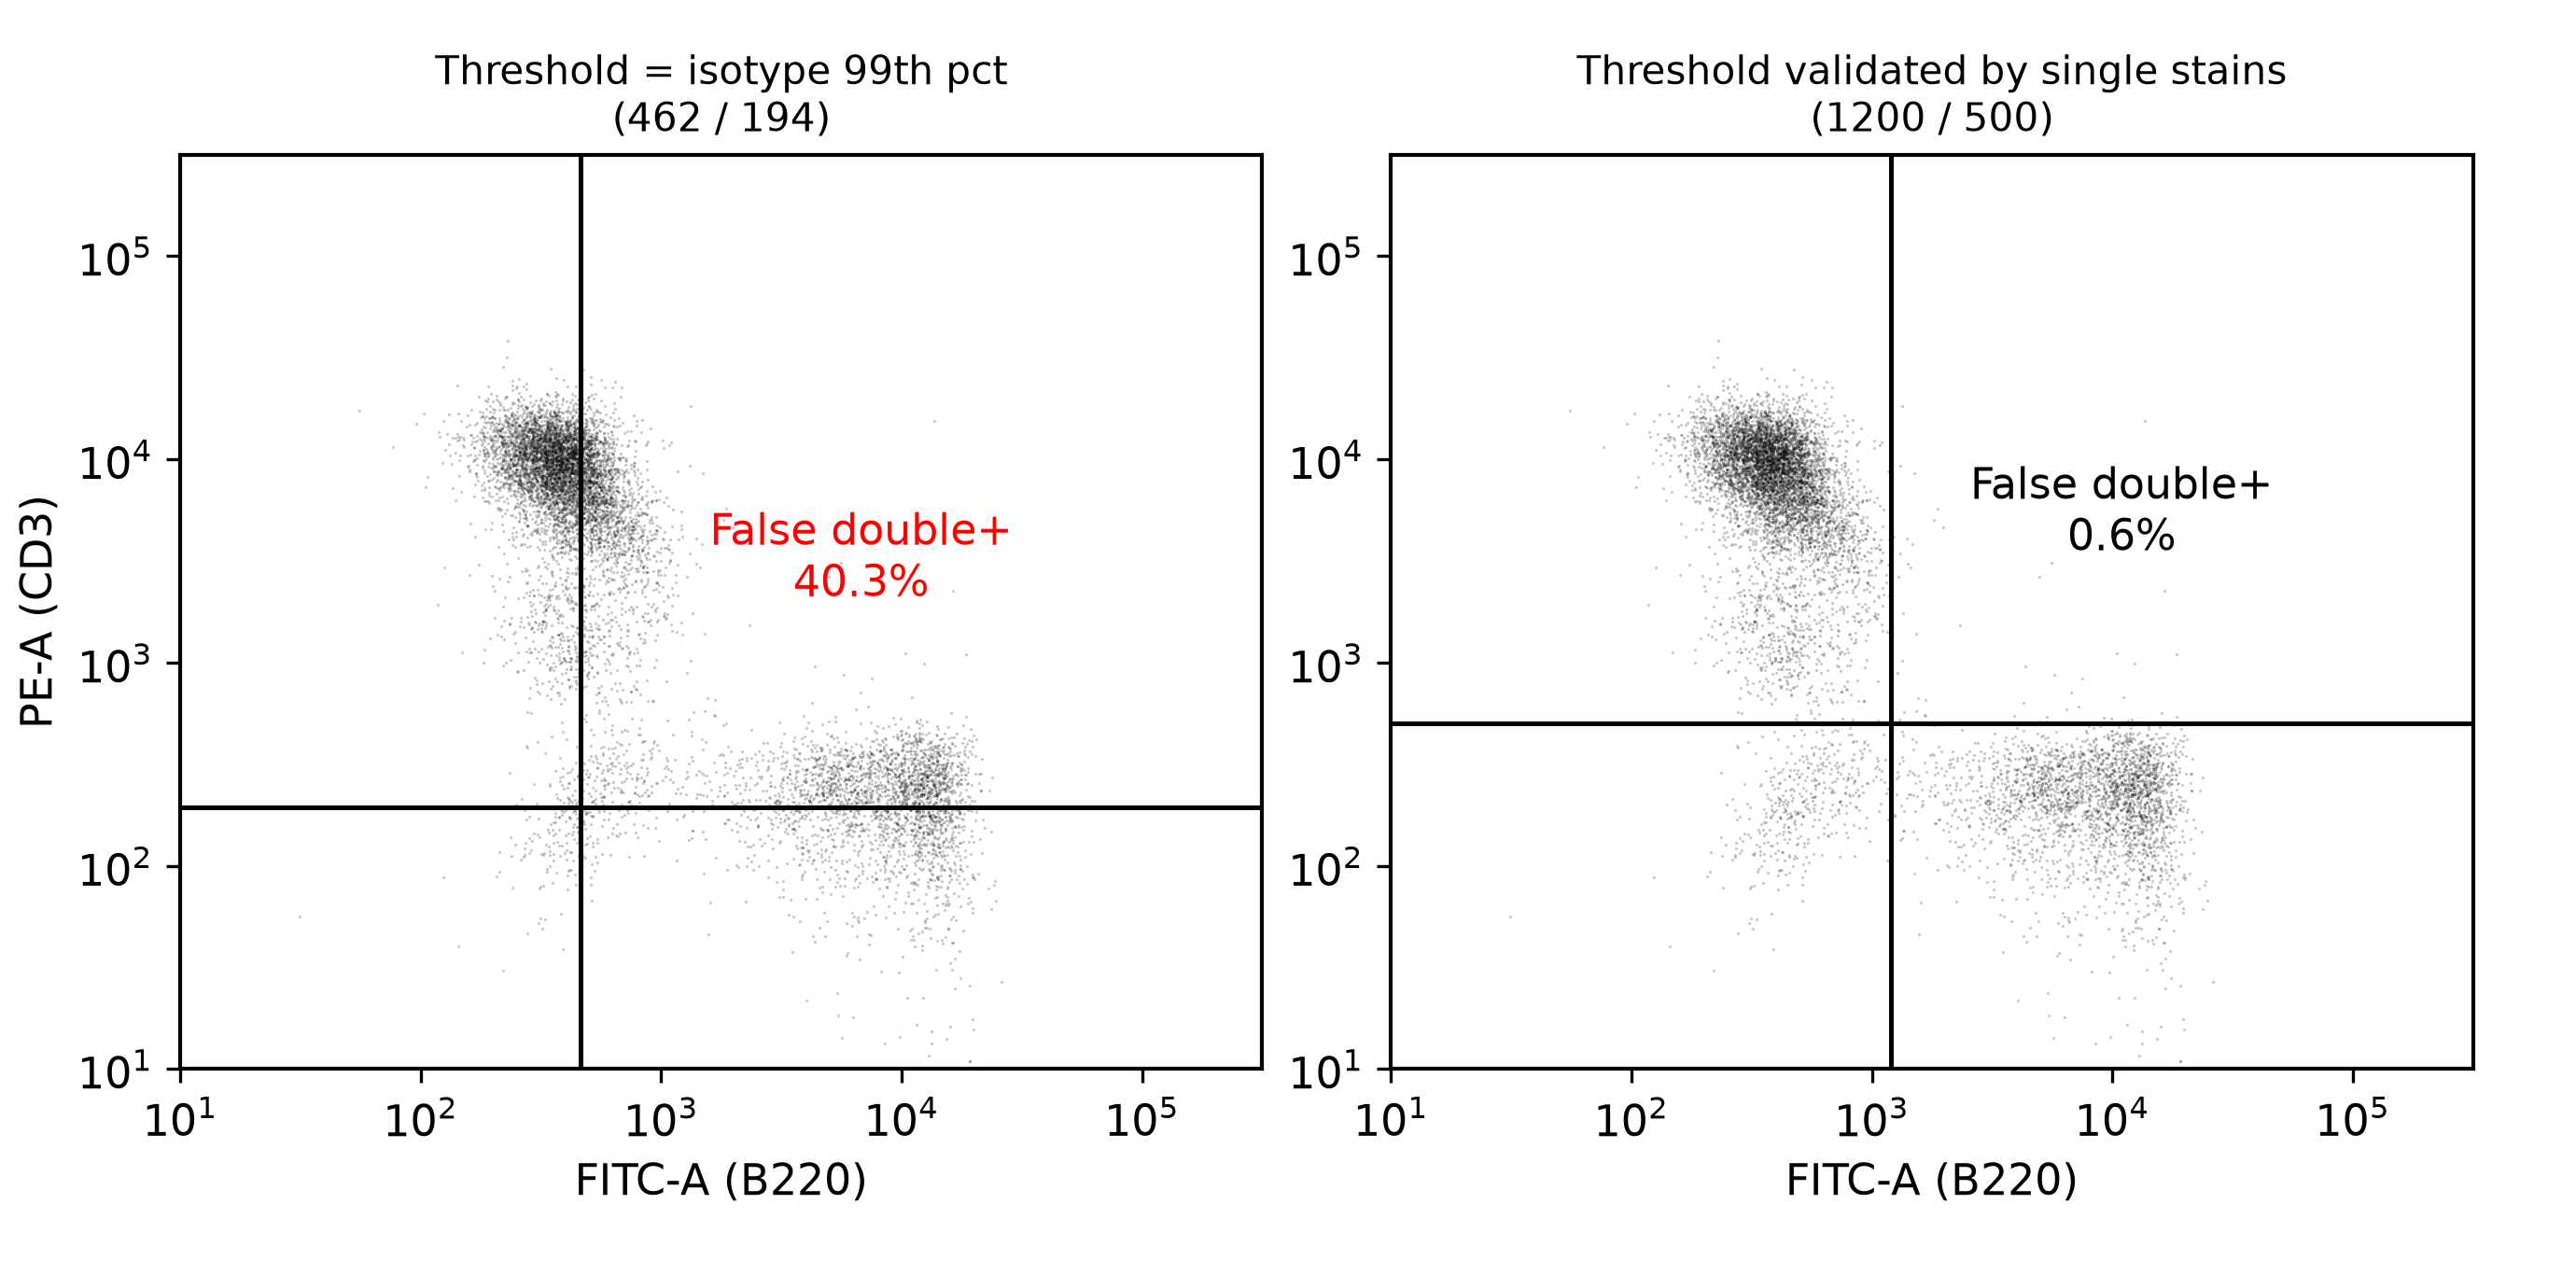 Threshold = isotype 99th pct
(462 / 194)
PE-A (CD3)
10⁵
10⁴
10³
10²
10¹
False double+
40.3%
10¹ 10² 10³ 10⁴ 10⁵
FITC-A (B220)
Threshold validated by single stains
(1200 / 500)
10⁵
10⁴
10³
10²
10¹
False double+
0.6%
10¹ 10² 10³ 10⁴ 10⁵
FITC-A (B220)